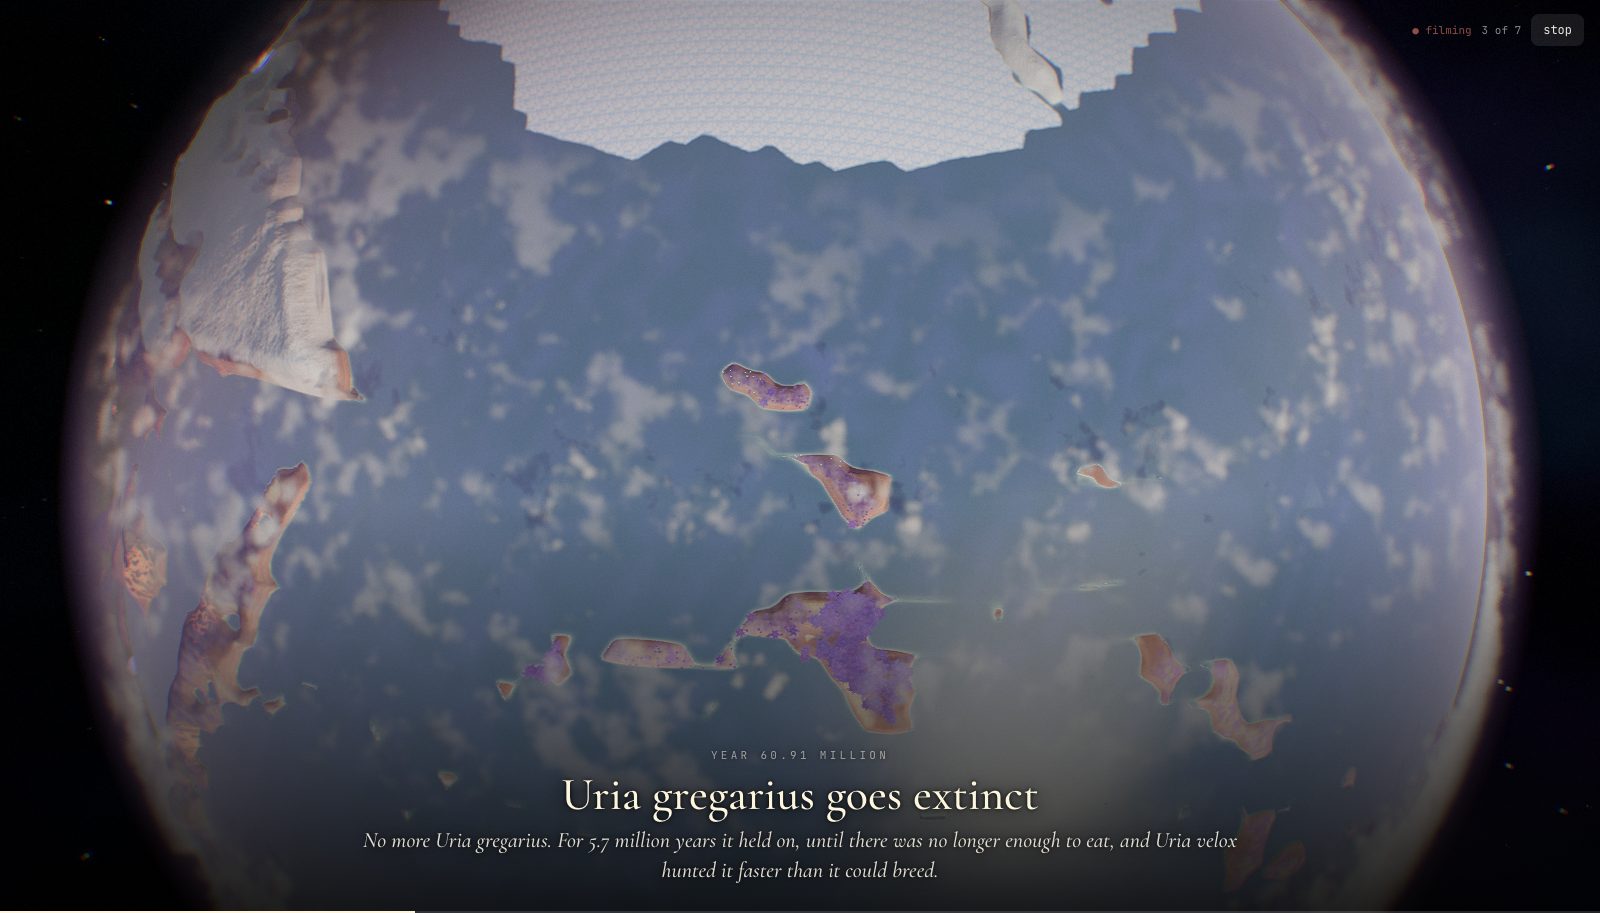 filming 3 of 7 stop
YEAR 60.91 MILLION
Uria gregarius goes extinct
No more Uria gregarius. For 5.7 million years it held on, until there was no longer enough to eat, and Uria velox
hunted it faster than it could breed.